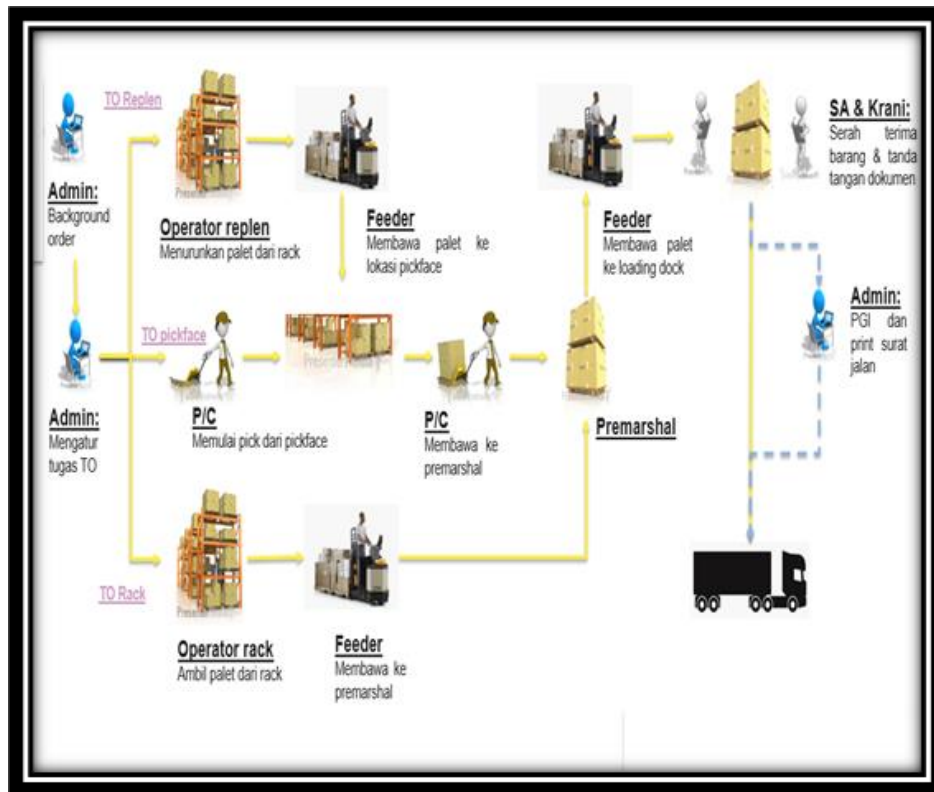 TO Replen
Admin:
Background
order
Operator replen
Menurunkan palet dari rack
Feeder
Membawa palet ke
lokasi pickface
Feeder
Membawa palet
ke loading dock
SA & Krani:
Serah terima
barang & tanda
tangan dokumen
Admin:
PGI dan
print surat
jalan
TO pickface
Admin:
Mengatur
tugas TO
P/C
Memulai pick dari pickface
P/C
Membawa ke
premarshal
Premarshal
TO Rack
Operator rack
Ambil palet dari rack
Feeder
Membawa ke
premarshal